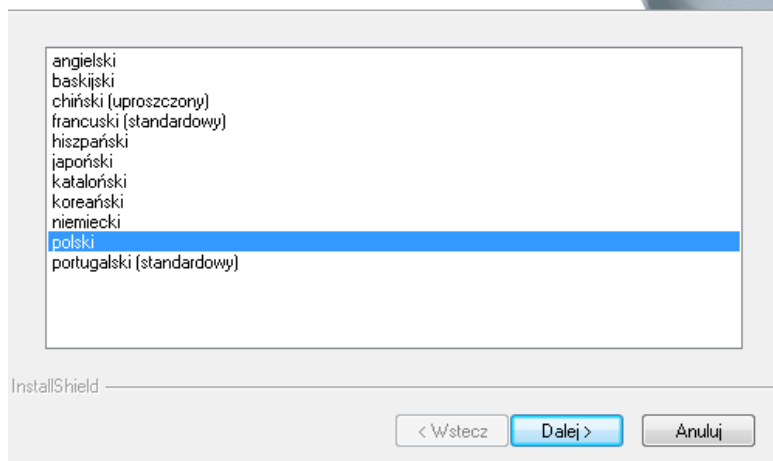 angielski
baskijski
chiński (uproszczony)
francuski (standardowy)
hiszpański
japoński
kataloński
koreański
niemiecki
polski
portugalski (standardowy)
InstallShield
< Wstecz Dalej > Anuluj